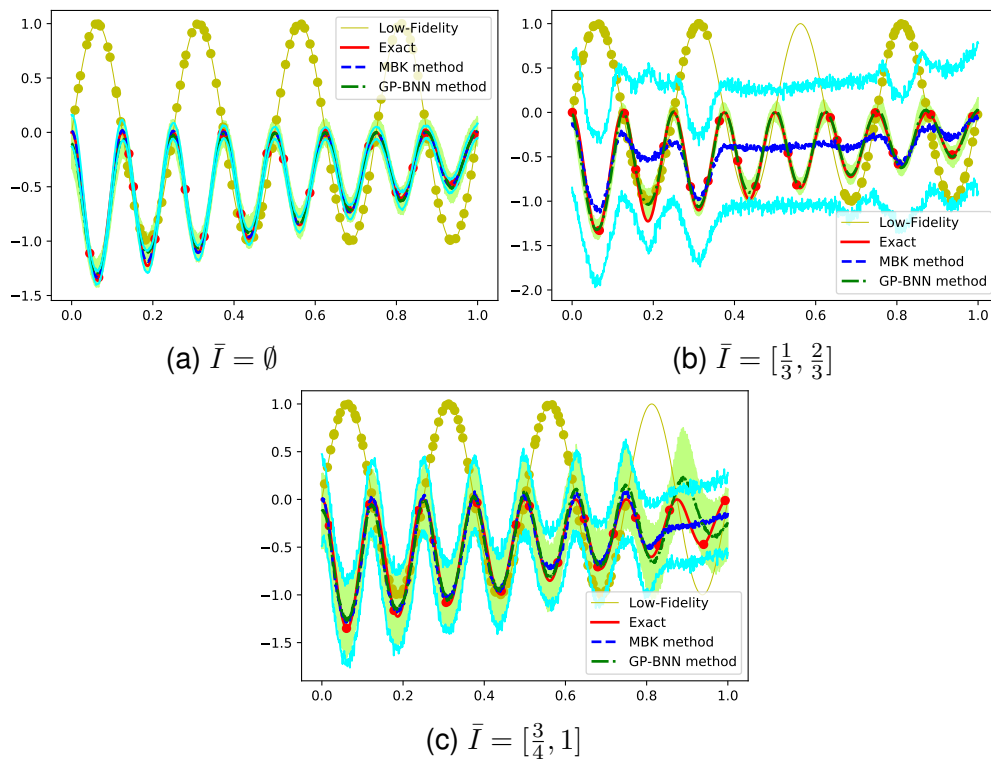 1.0
0.5
0.0
−0.5
−1.0
−1.5
0.0 0.2 0.4 0.6 0.8 1.0
Low-Fidelity
Exact
MBK method
GP-BNN method
(a) Ī = ∅
1.0
0.5
0.0
−0.5
−1.0
−1.5
−2.0
0.0 0.2 0.4 0.6 0.8 1.0
Low-Fidelity
Exact
MBK method
GP-BNN method
(b) Ī = [1/3, 2/3]
1.0
0.5
0.0
−0.5
−1.0
−1.5
0.0 0.2 0.4 0.6 0.8 1.0
Low-Fidelity
Exact
MBK method
GP-BNN method
(c) Ī = [3/4, 1]